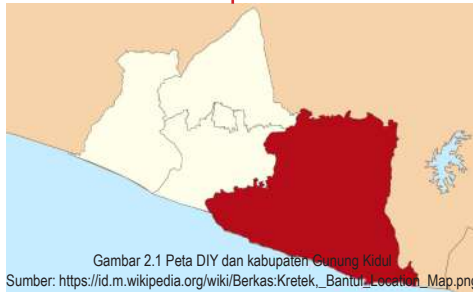 Gambar 2.1 Peta DIY dan kabupaten Gunung Kidul
Sumber: https://id.m.wikipedia.org/wiki/Berkas:Kretek,_Bantul_Location_Map.png